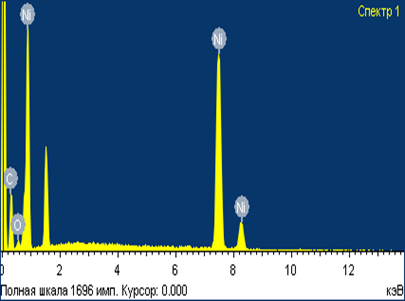 Спектр 1
Ni
Ni
C
Ni
O
0 2 4 6 8 10 12
Полная шкала 1696 имп. Курсор: 0.000 кэВ